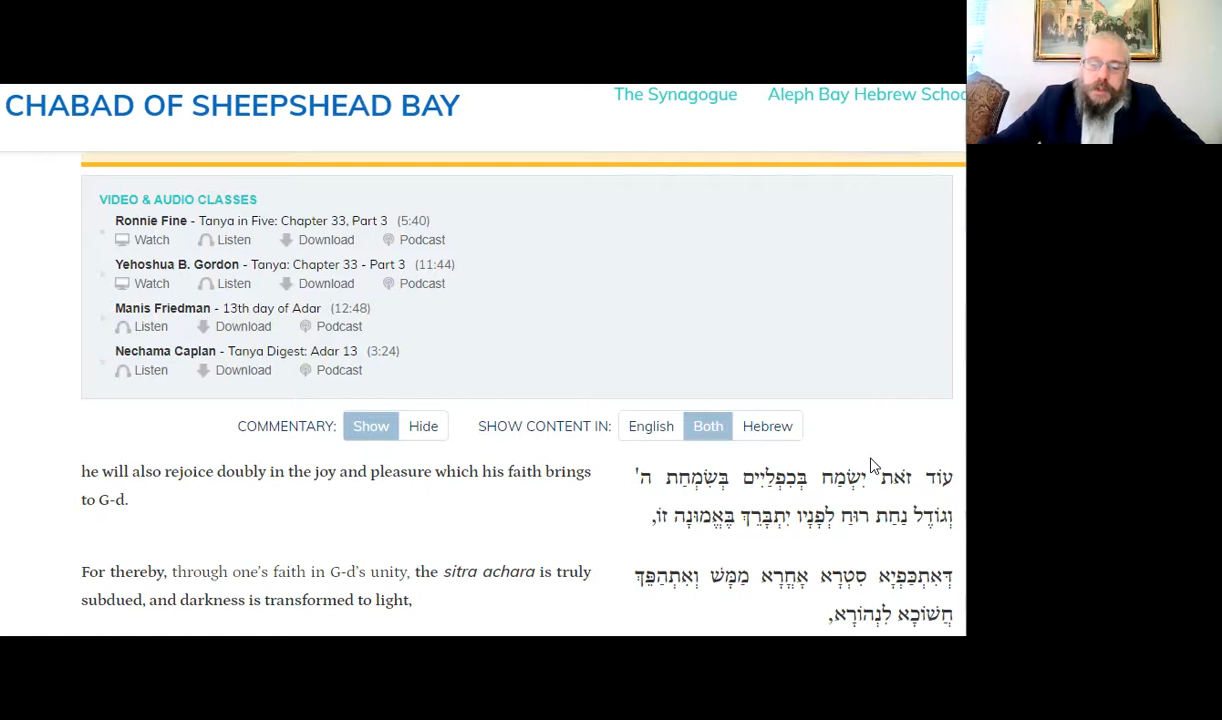 CHABAD OF SHEEPSHEAD BAY
The Synagogue Aleph Bay Hebrew Schoo
VIDEO & AUDIO CLASSES
Ronnie Fine - Tanya in Five: Chapter 33, Part 3 (5:40)
Watch Listen Download Podcast
Yehoshua B. Gordon - Tanya: Chapter 33 - Part 3 (11:44)
Watch Listen Download Podcast
Manis Friedman - 13th day of Adar (12:48)
Listen Download Podcast
Nechama Caplan - Tanya Digest: Adar 13 (3:24)
Listen Download Podcast
COMMENTARY: Show Hide SHOW CONTENT IN: English Both Hebrew
he will also rejoice doubly in the joy and pleasure which his faith brings
to G-d.
עוֹד זֹאת יִשְׂמַח בְּכִפְלַיִים בְּשִׂמְחַת ה'
וְגוֹדֶל נַחַת רוּחַ לְפָנָיו יִתְבָּרֵךְ בֶּאֱמוּנָה זוֹ,
For thereby, through one's faith in G-d's unity, the sitra achara is truly
subdued, and darkness is transformed to light,
דְּאִתְכַּפְיָא סִטְרָא אָחֳרָא מַמָּשׁ וְאִתְהַפֵּךְ
חֲשׁוֹכָא לִנְהוֹרָא,